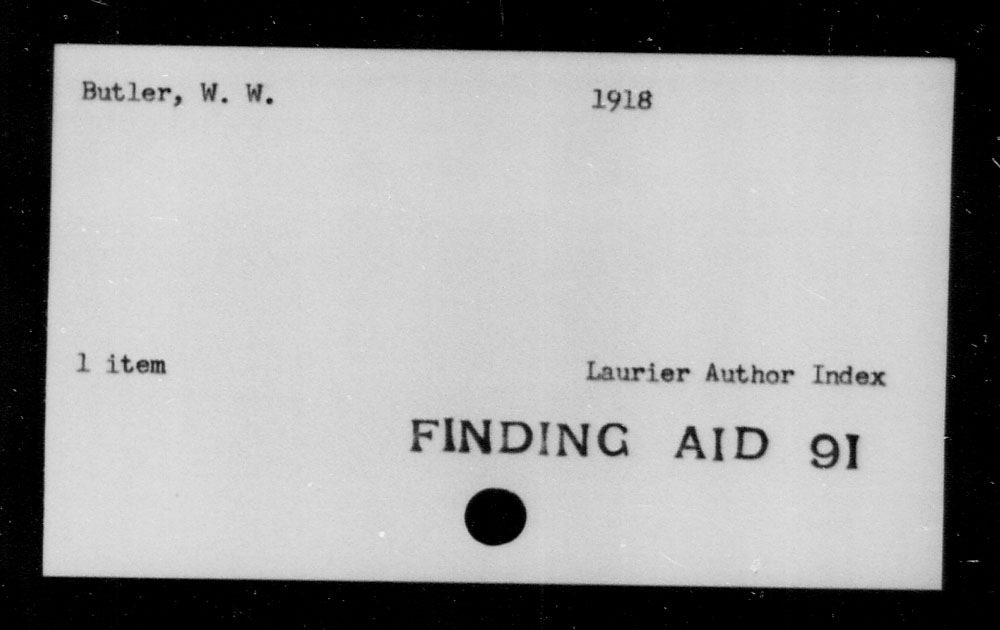 Butler, W. W. 1918
1 item Laurier Author Index
FINDING AID 91